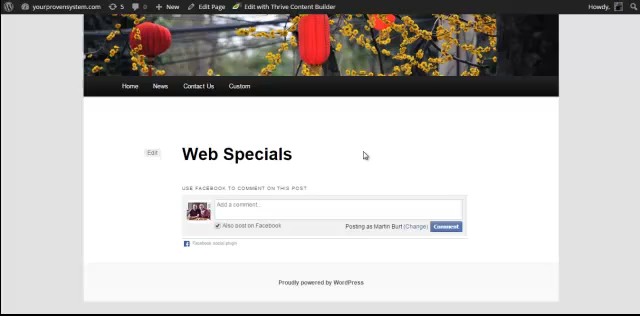 yourprovensystem.com 5 0 New Edit Page Edit with Thrive Content Builder Howdy,
Home News Contact Us Custom
Edit
Web Specials
USE FACEBOOK TO COMMENT ON THIS POST
Add a comment...
Also post on Facebook Posting as Martin Burt (Change) Comment
Facebook social plugin
Proudly powered by WordPress